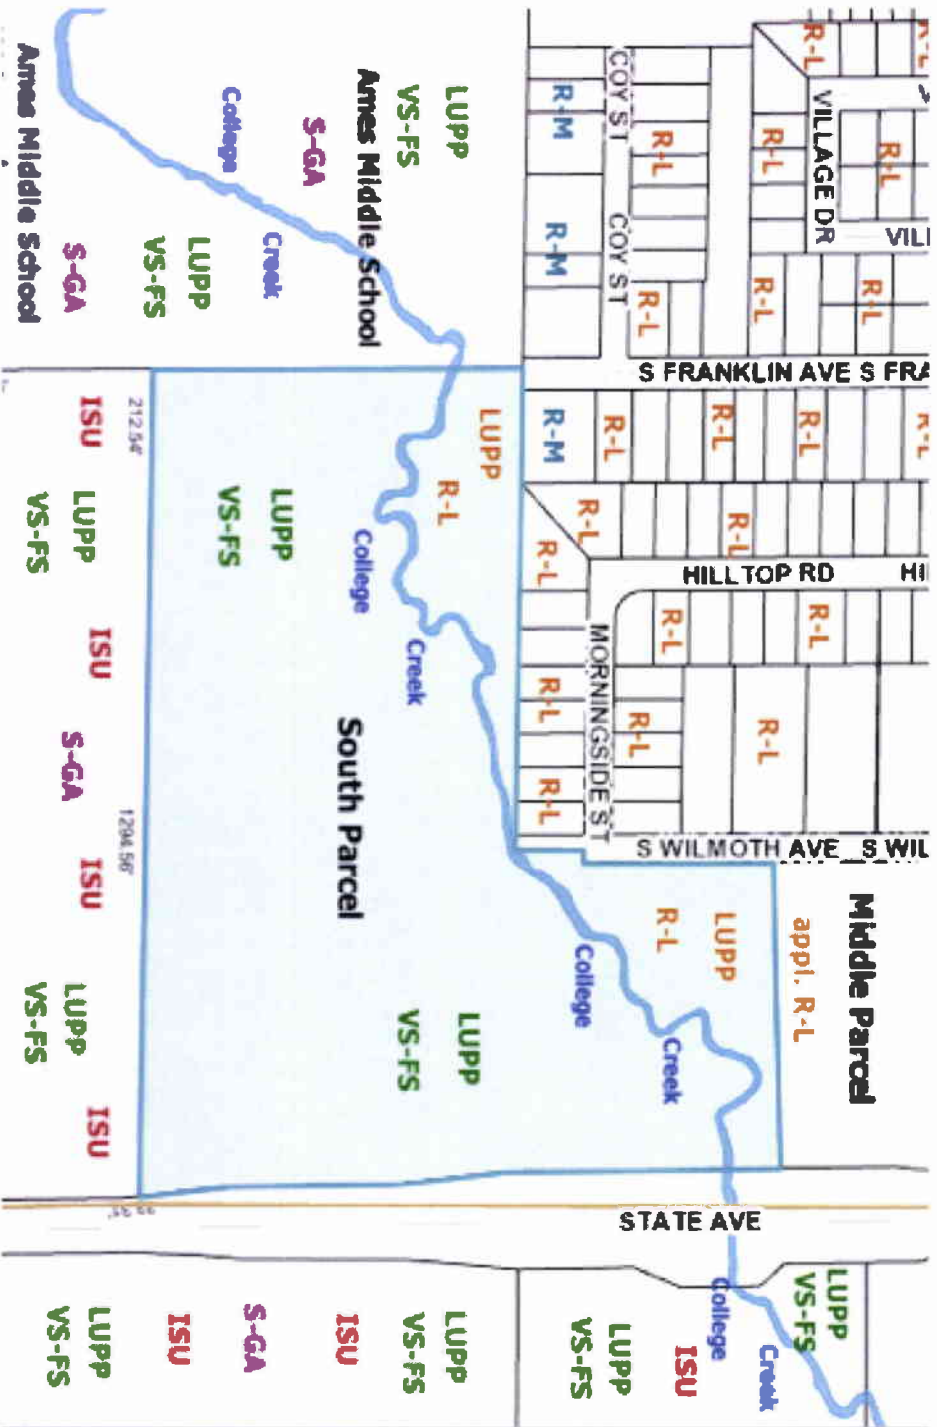 R-L
R-L
R-L
VILL
S FRANKLIN AVE S FRA
R-L
HILLTOP RD
HI
S WILMOTH AVE
S WIL
Middle Parcel
appl. R-L
R-L
VILLAGE DR
R-L
R-L
R-L
R-L
R-L
R-L
R-L
R-L
R-L
COY ST
COY ST
R-L
R-L
R-L
R-L
R-L
MORNINGSIDE ST
R-M
R-M
R-M
R-L
R-L
R-L
LUPP
R-L
College
Creek
STATE AVE
LUPP
VS-FS
College
Creek
ISU
LUPP
VS-FS
LUPP
VS-FS
S-GA
Ames Middle School
College
Creek
LUPP
R-L
College
Creek
LUPP
VS-FS
South Parcel
LUPP
VS-FS
LUPP
VS-FS
ISU
S-GA
ISU
LUPP
VS-FS
LUPP
VS-FS
S-GA
Ames Middle School
212.54'
1294.56'
ISU
LUPP
VS-FS
ISU
S-GA
ISU
LUPP
VS-FS
ISU